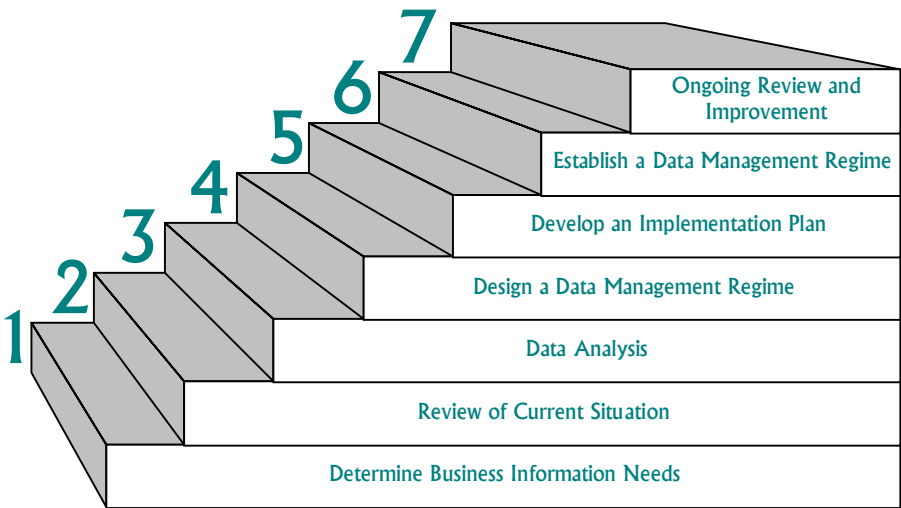 7
Ongoing Review and
Improvement
6
Establish a Data Management Regime
5
Develop an Implementation Plan
4
Design a Data Management Regime
3
Data Analysis
2
Review of Current Situation
1
Determine Business Information Needs